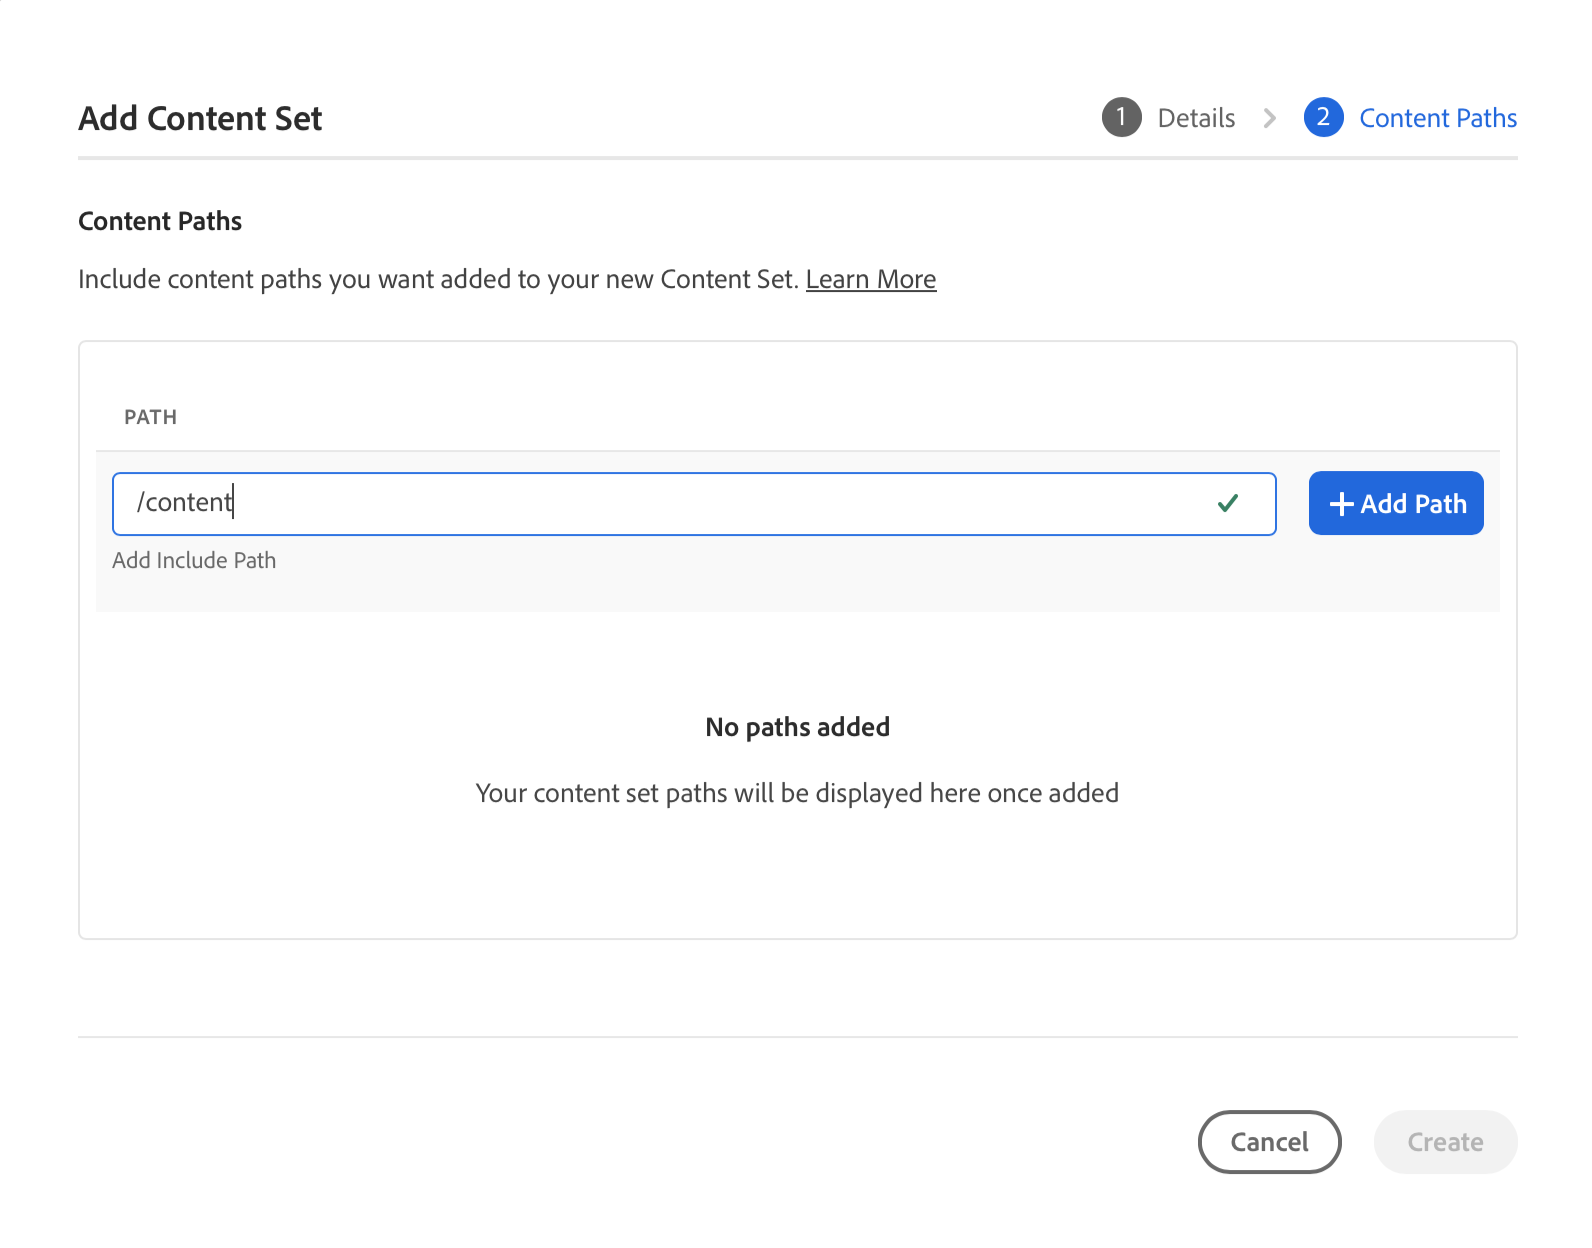 Add Content Set
1 Details 2 Content Paths
Content Paths
Include content paths you want added to your new Content Set. Learn More
PATH
/content
Add Path
Add Include Path
No paths added
Your content set paths will be displayed here once added
Cancel
Create